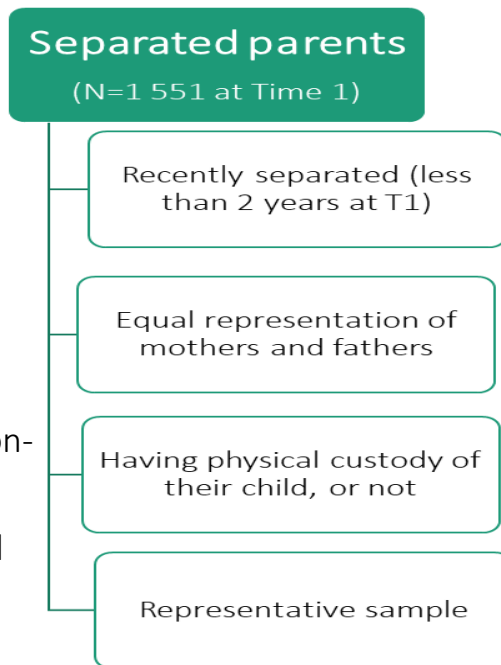 Separated parents
(N=1 551 at Time 1)
Recently separated (less
than 2 years at T1)
Equal representation of
mothers and fathers
on-
Having physical custody of
their child, or not
Representative sample